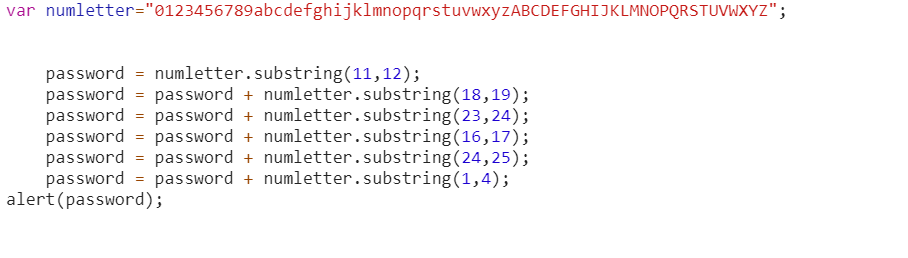 var numletter="0123456789abcdefghijklmnopqrstuvwxyzABCDEFGHIJKLMNOPQRSTUVWXYZ";
password = numletter.substring(11,12);
password = password + numletter.substring(18,19);
password = password + numletter.substring(23,24);
password = password + numletter.substring(16,17);
password = password + numletter.substring(24,25);
password = password + numletter.substring(1,4);
alert(password);